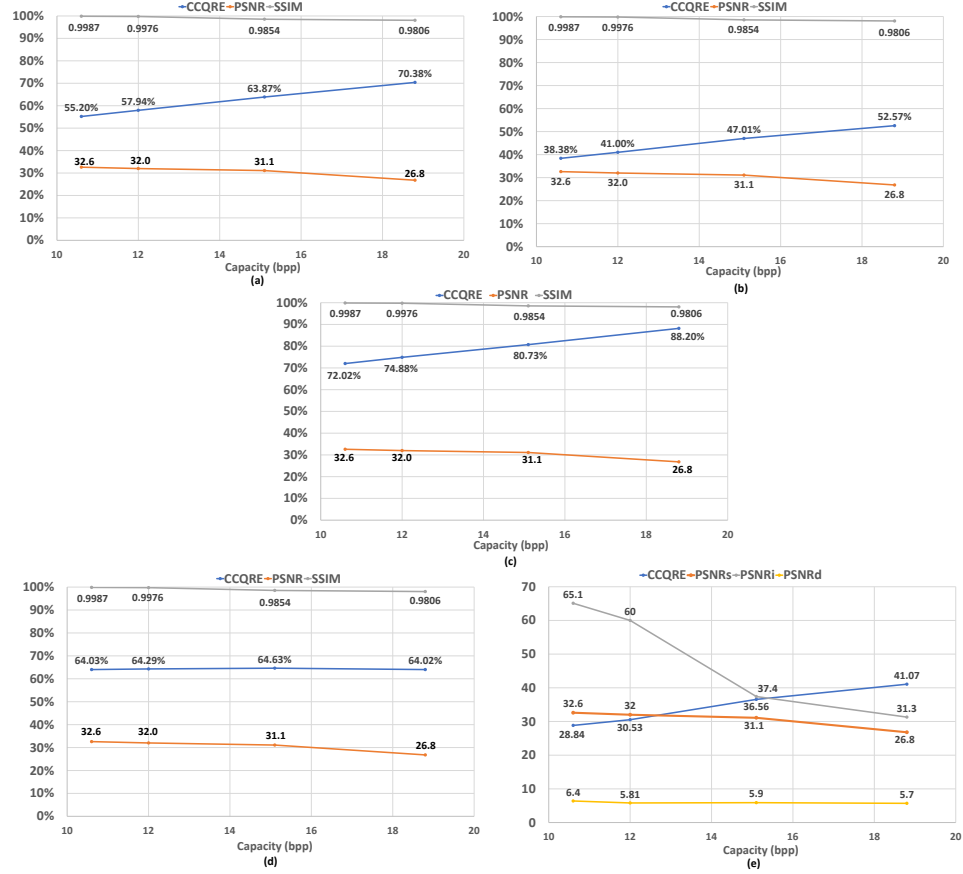 CCQRE PSNR SSIM
100%
90%
80%
70%
60%
50%
40%
30%
20%
10%
0%
0.9987 0.9976 0.9854 0.9806
55.20% 57.94% 63.87% 70.38%
32.6 32.0 31.1 26.8
10 12 14 16 18 20
Capacity (bpp)
(a)
CCQRE PSNR SSIM
100%
90%
80%
70%
60%
50%
40%
30%
20%
10%
0%
0.9987 0.9976 0.9854 0.9806
38.38% 41.00% 47.01% 52.57%
32.6 32.0 31.1 26.8
10 12 14 16 18 20
Capacity (bpp)
(b)
CCQRE PSNR SSIM
100%
90%
80%
70%
60%
50%
40%
30%
20%
10%
0%
0.9987 0.9976 0.9854 0.9806
72.02% 74.88% 80.73% 88.20%
32.6 32.0 31.1 26.8
10 12 14 16 18 20
Capacity (bpp)
(c)
CCQRE PSNR SSIM
100%
90%
80%
70%
60%
50%
40%
30%
20%
10%
0%
0.9987 0.9976 0.9854 0.9806
64.03% 64.29% 64.63% 64.02%
32.6 32.0 31.1 26.8
10 12 14 16 18 20
Capacity (bpp)
(d)
CCQRE PSNRs PSNRi PSNRd
70
60
50
40
30
20
10
0
65.1 60 37.4 31.3
32.6 32 31.1 26.8
28.84 30.53 36.56 41.07
6.4 5.81 5.9 5.7
10 12 14 16 18 20
Capacity (bpp)
(e)